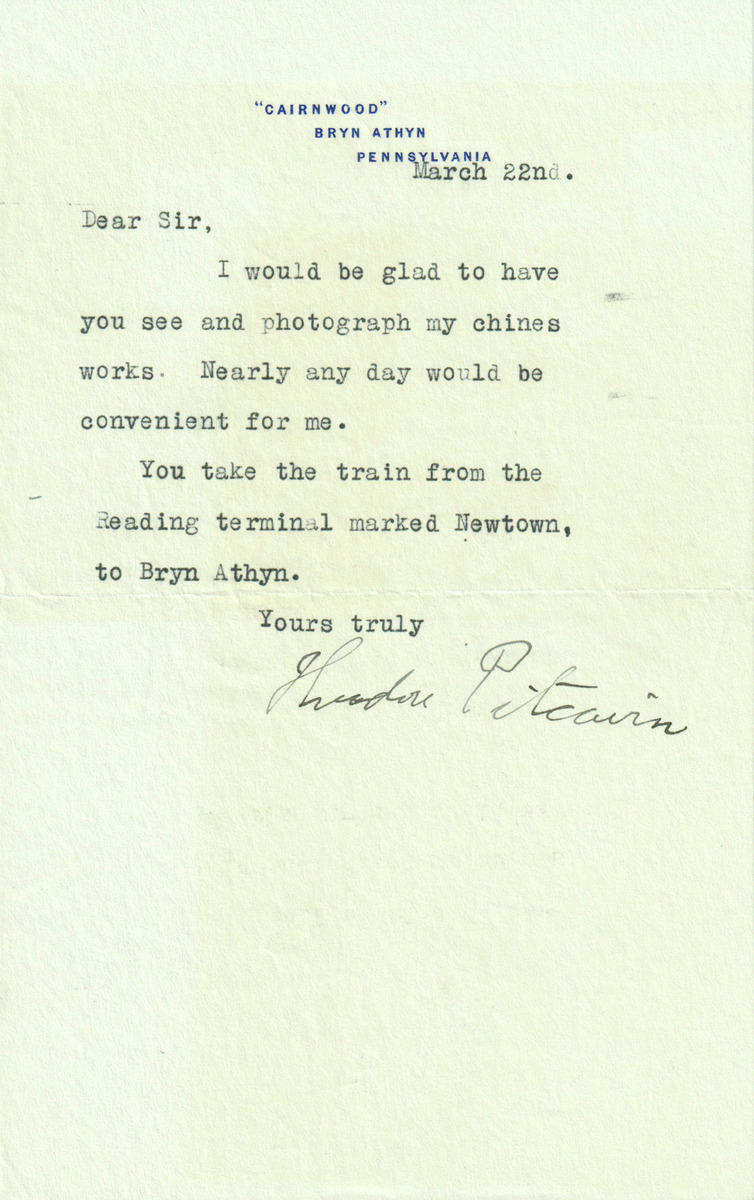 "CAIRNWOOD"
BRYN ATHYN
PENNSYLVANIA
March 22nd.
Dear Sir,
I would be glad to have
you see and photograph my chines
works. Nearly any day would be
convenient for me.
You take the train from the
Reading terminal marked Newtown,
to Bryn Athyn.
Yours truly
Theodore Pitcairn